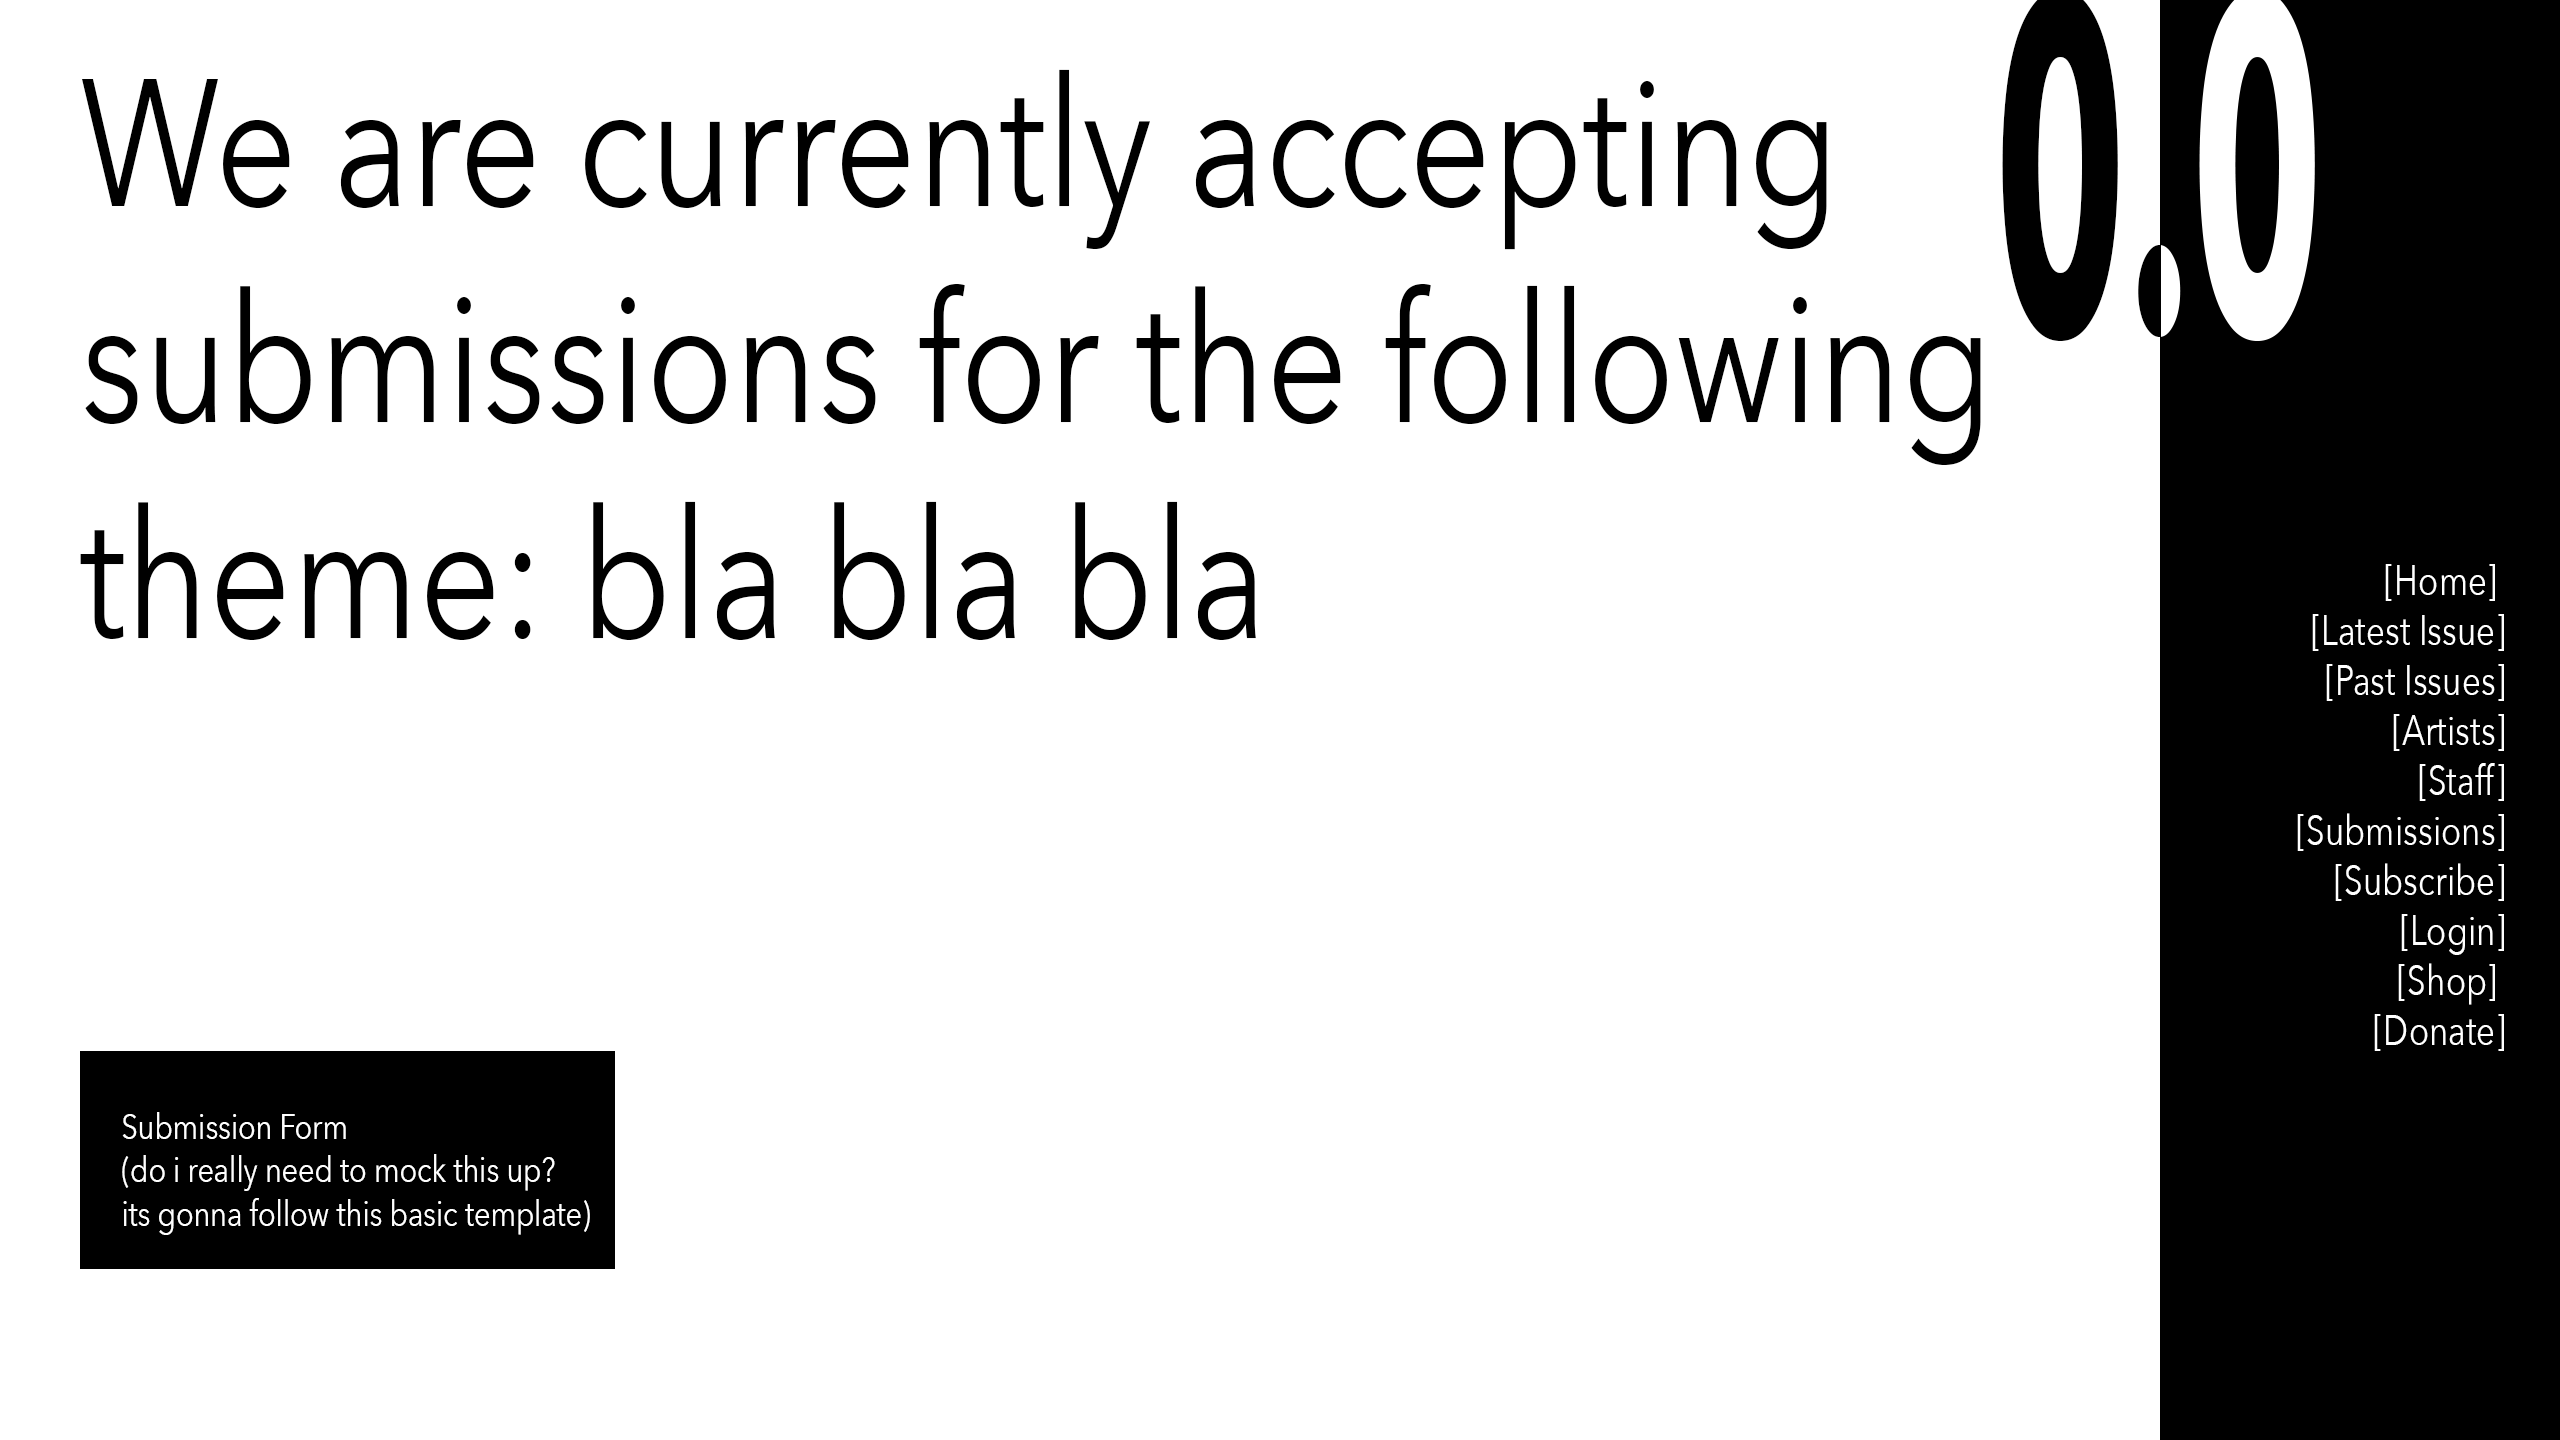 We are currently accepting
submissions for the following
theme: bla bla bla
0.0
[Home]
[Latest Issue]
[Past Issues]
[Artists]
[Staff]
[Submissions]
[Subscribe]
[Login]
[Shop]
[Donate]
Submission Form
(do i really need to mock this up?
its gonna follow this basic template)